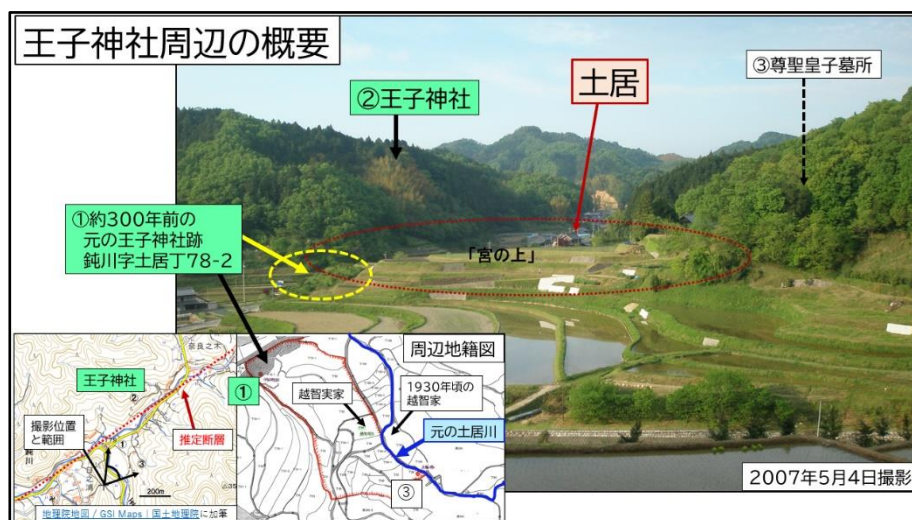 王子神社周辺の概要
③尊聖皇子墓所
②王子神社
土居
①約300年前の
元の王子神社跡
鈍川字土居丁78-2
「宮の上」
奈良之木
王子神社
②
撮影位置
と範囲
推定断層
200m
地理院地図 / GSI Maps｜国土地理院に加筆
周辺地籍図
①
越智実家
1930年頃の
越智家
元の土居川
③
2007年5月4日撮影